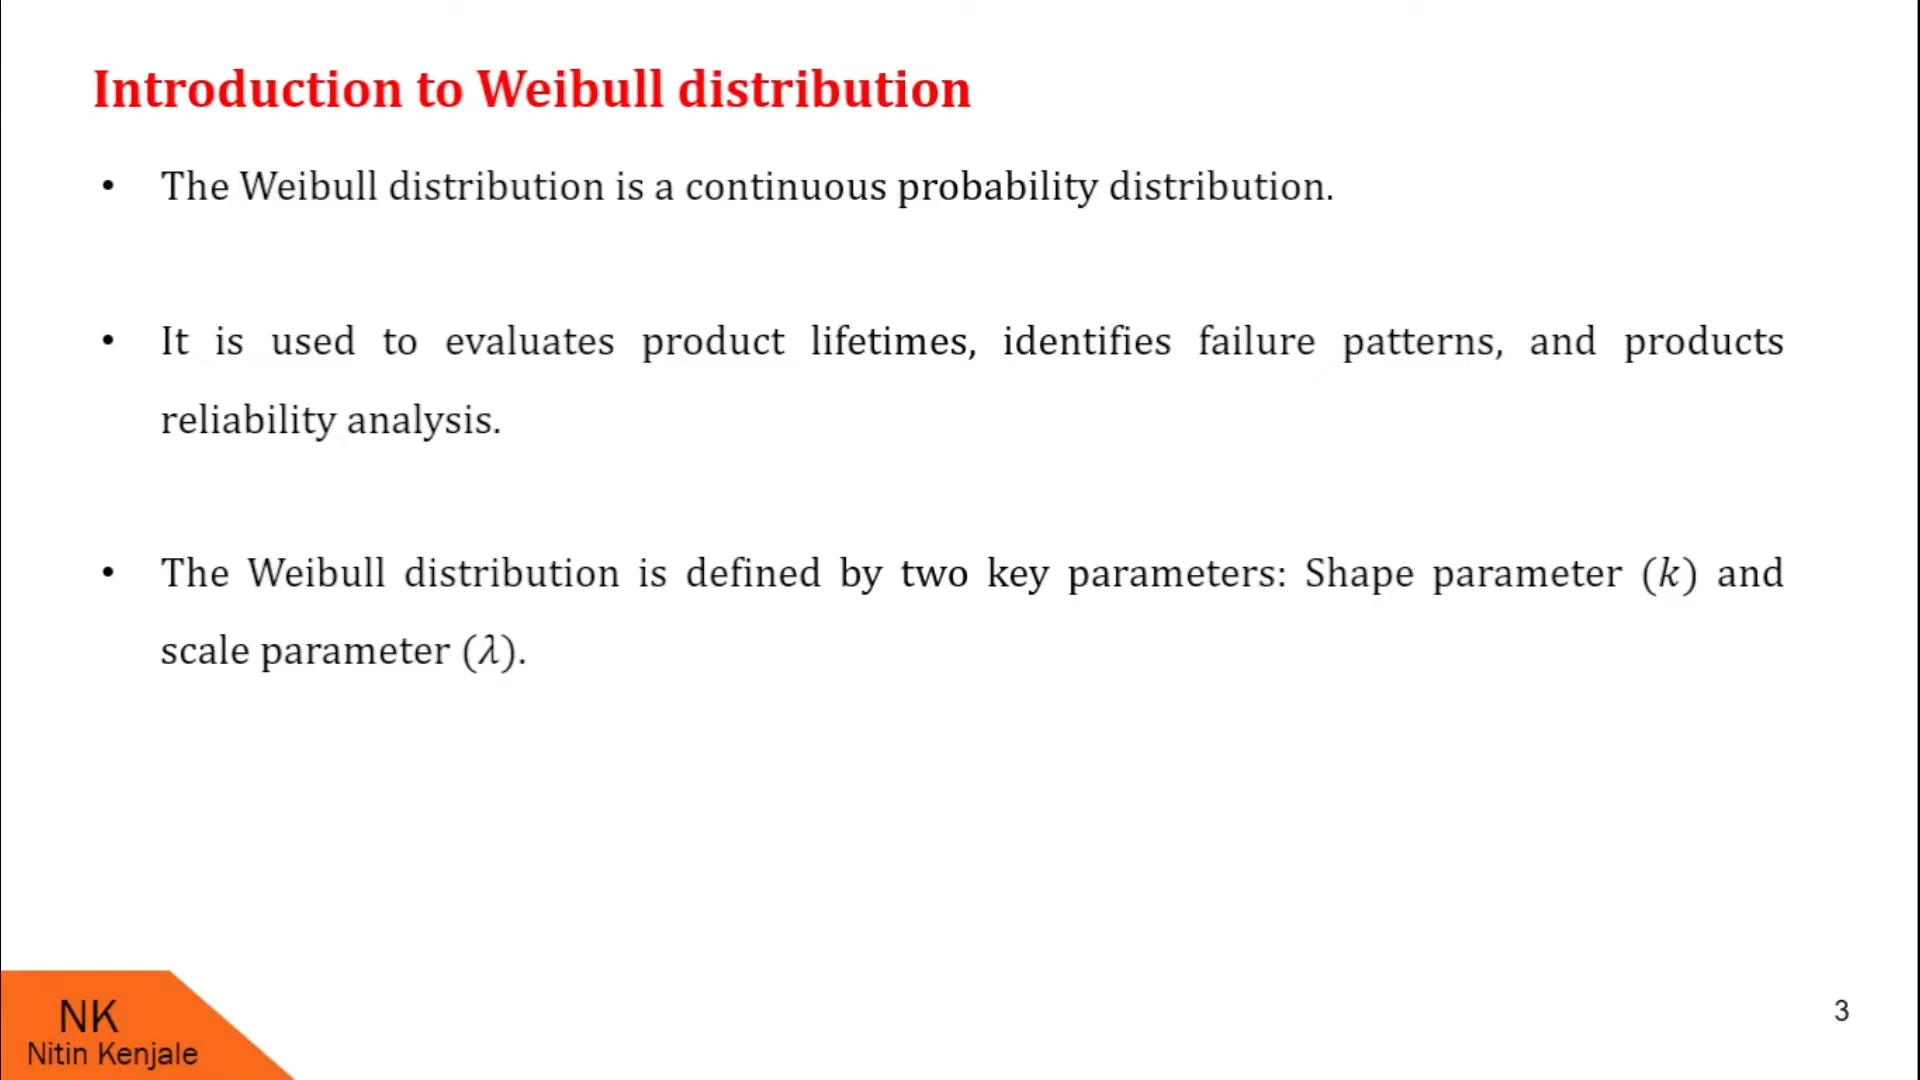 Introduction to Weibull distribution
• The Weibull distribution is a continuous probability distribution.
• It is used to evaluates product lifetimes, identifies failure patterns, and products
reliability analysis.
• The Weibull distribution is defined by two key parameters: Shape parameter (k) and
scale parameter (λ).
NK
Nitin Kenjale
3